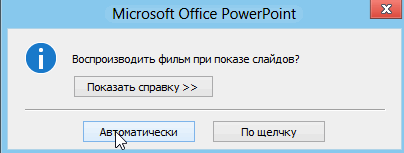 Microsoft Office PowerPoint
Воспроизводить фильм при показе слайдов?
Показать справку >>
Автоматически По щелчку